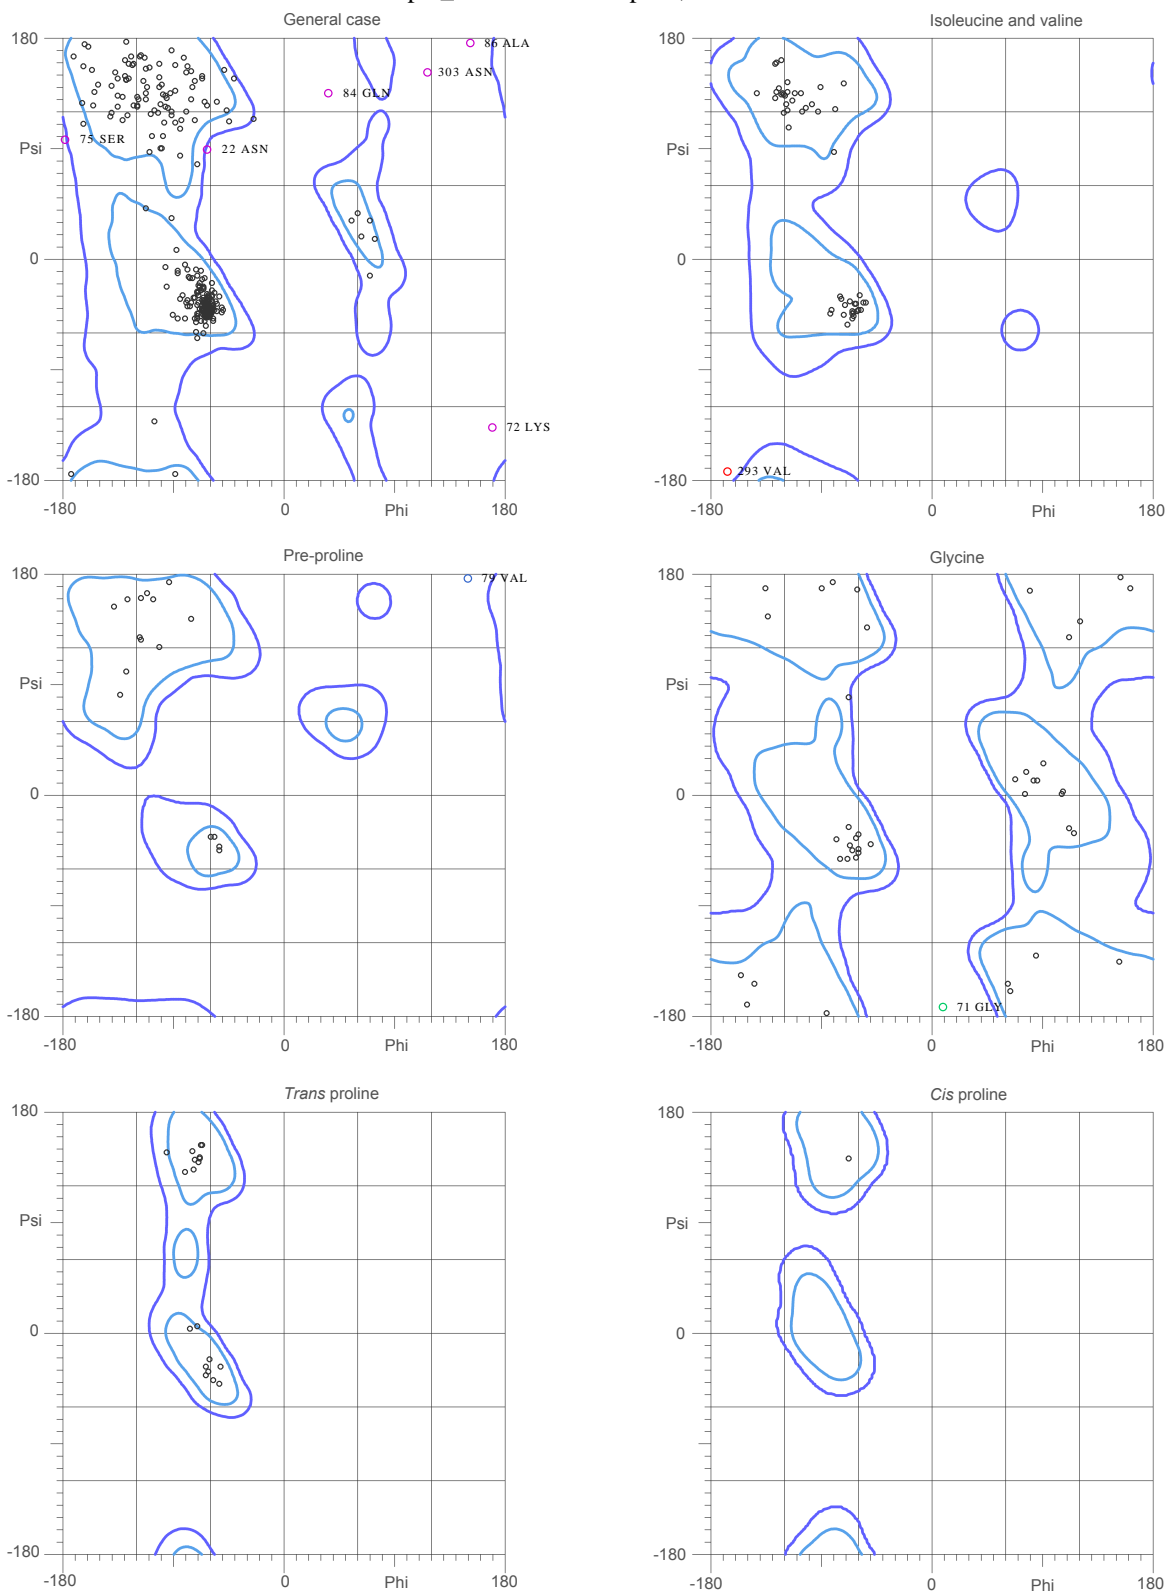 General case
180
Psi
0
-180
-180
0
Phi
180
86 ALA
303 ASN
84 GLN
75 SER
22 ASN
72 LYS
Isoleucine and valine
180
Psi
0
-180
-180
0
Phi
180
293 VAL
Pre-proline
180
Psi
0
-180
-180
0
Phi
180
79 VAL
Glycine
180
Psi
0
-180
-180
0
Phi
180
71 GLY
Trans proline
180
Psi
0
-180
-180
0
Phi
180
Cis proline
180
Psi
0
-180
-180
0
Phi
180